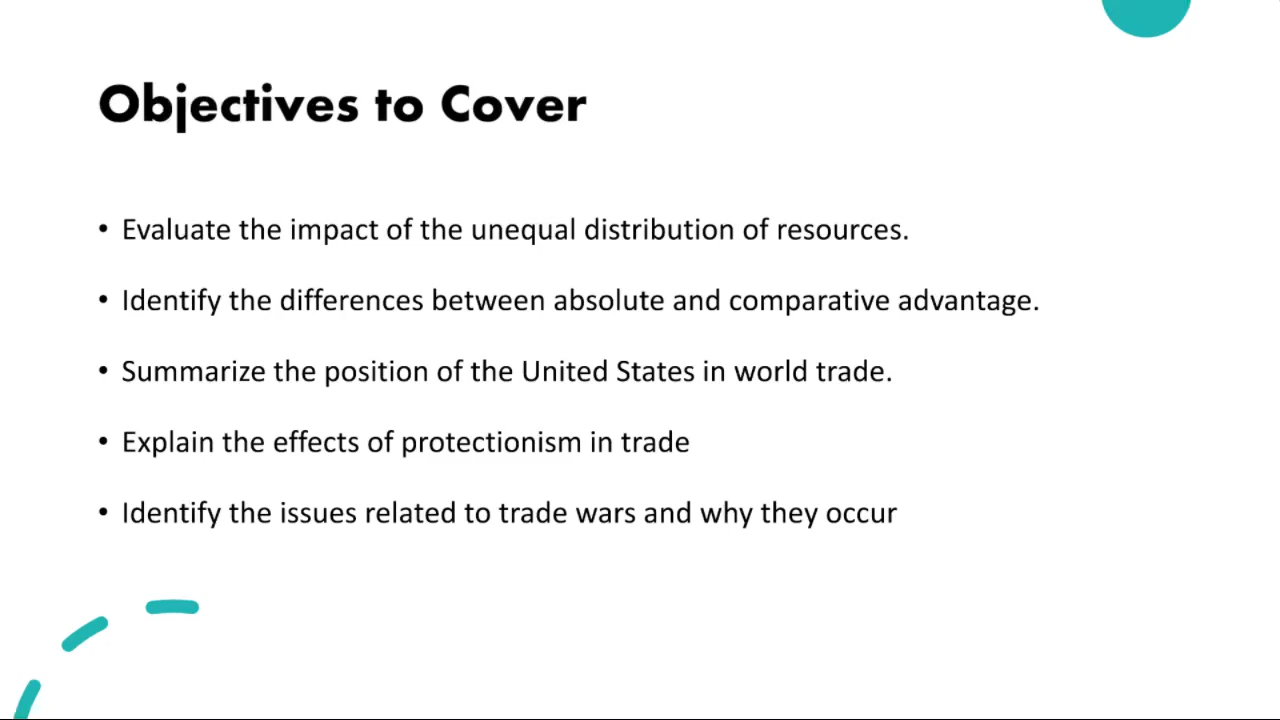 Objectives to Cover
• Evaluate the impact of the unequal distribution of resources.
• Identify the differences between absolute and comparative advantage.
• Summarize the position of the United States in world trade.
• Explain the effects of protectionism in trade
• Identify the issues related to trade wars and why they occur